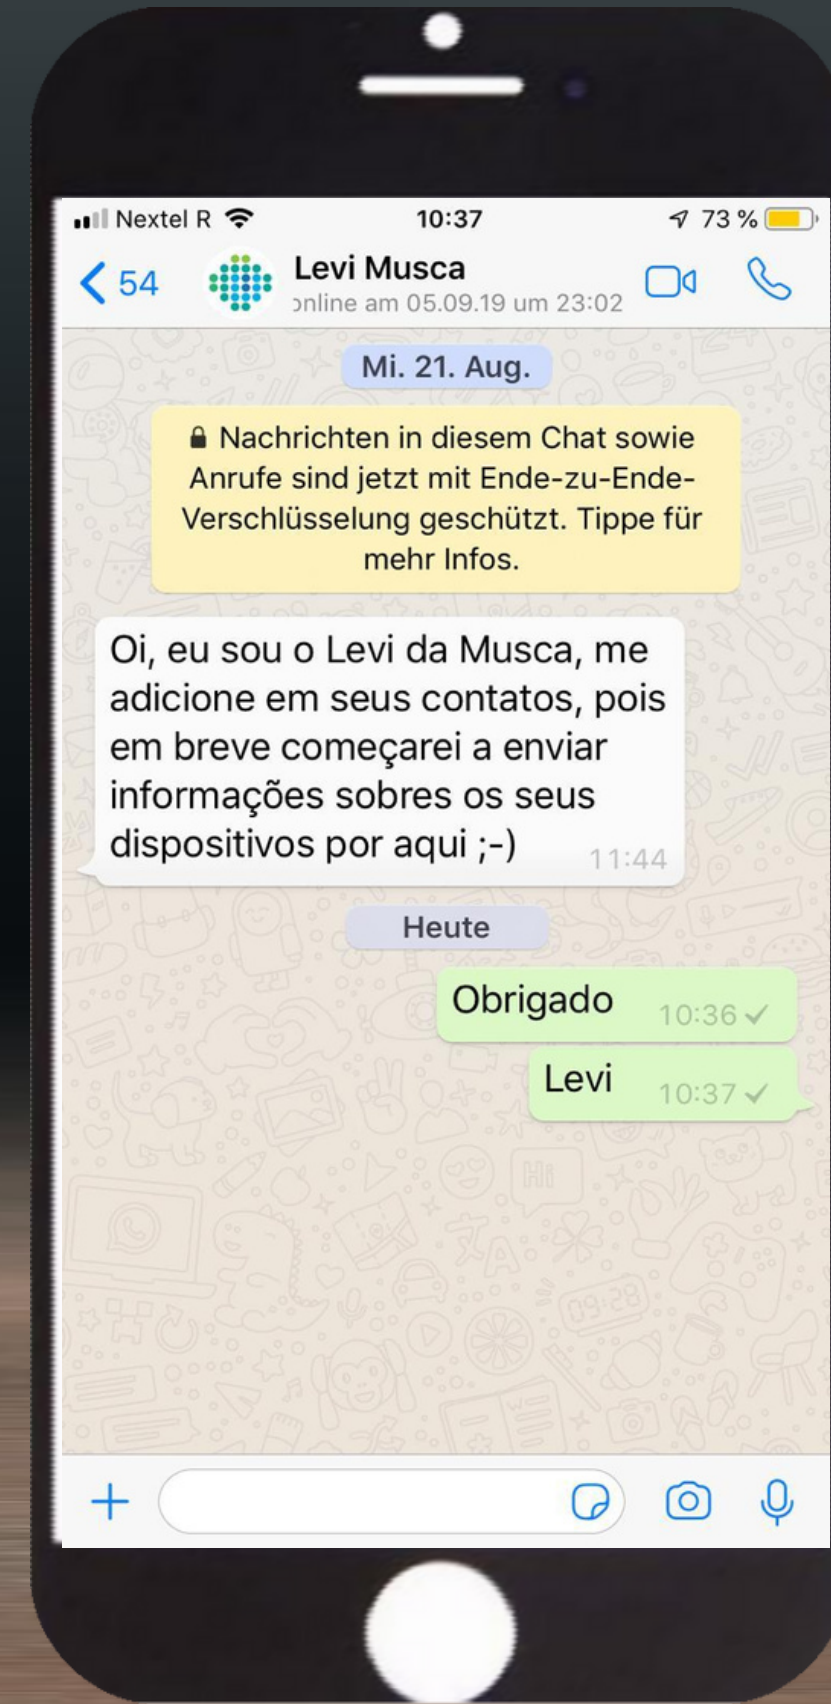 Nextel R 10:37 73 %
54 Levi Musca
online am 05.09.19 um 23:02
Mi. 21. Aug.
Nachrichten in diesem Chat sowie
Anrufe sind jetzt mit Ende-zu-Ende-
Verschlüsselung geschützt. Tippe für
mehr Infos.
Oi, eu sou o Levi da Musca, me
adicione em seus contatos, pois
em breve começarei a enviar
informações sobres os seus
dispositivos por aqui ;-) 11:44
Heute
Obrigado 10:36
Levi 10:37